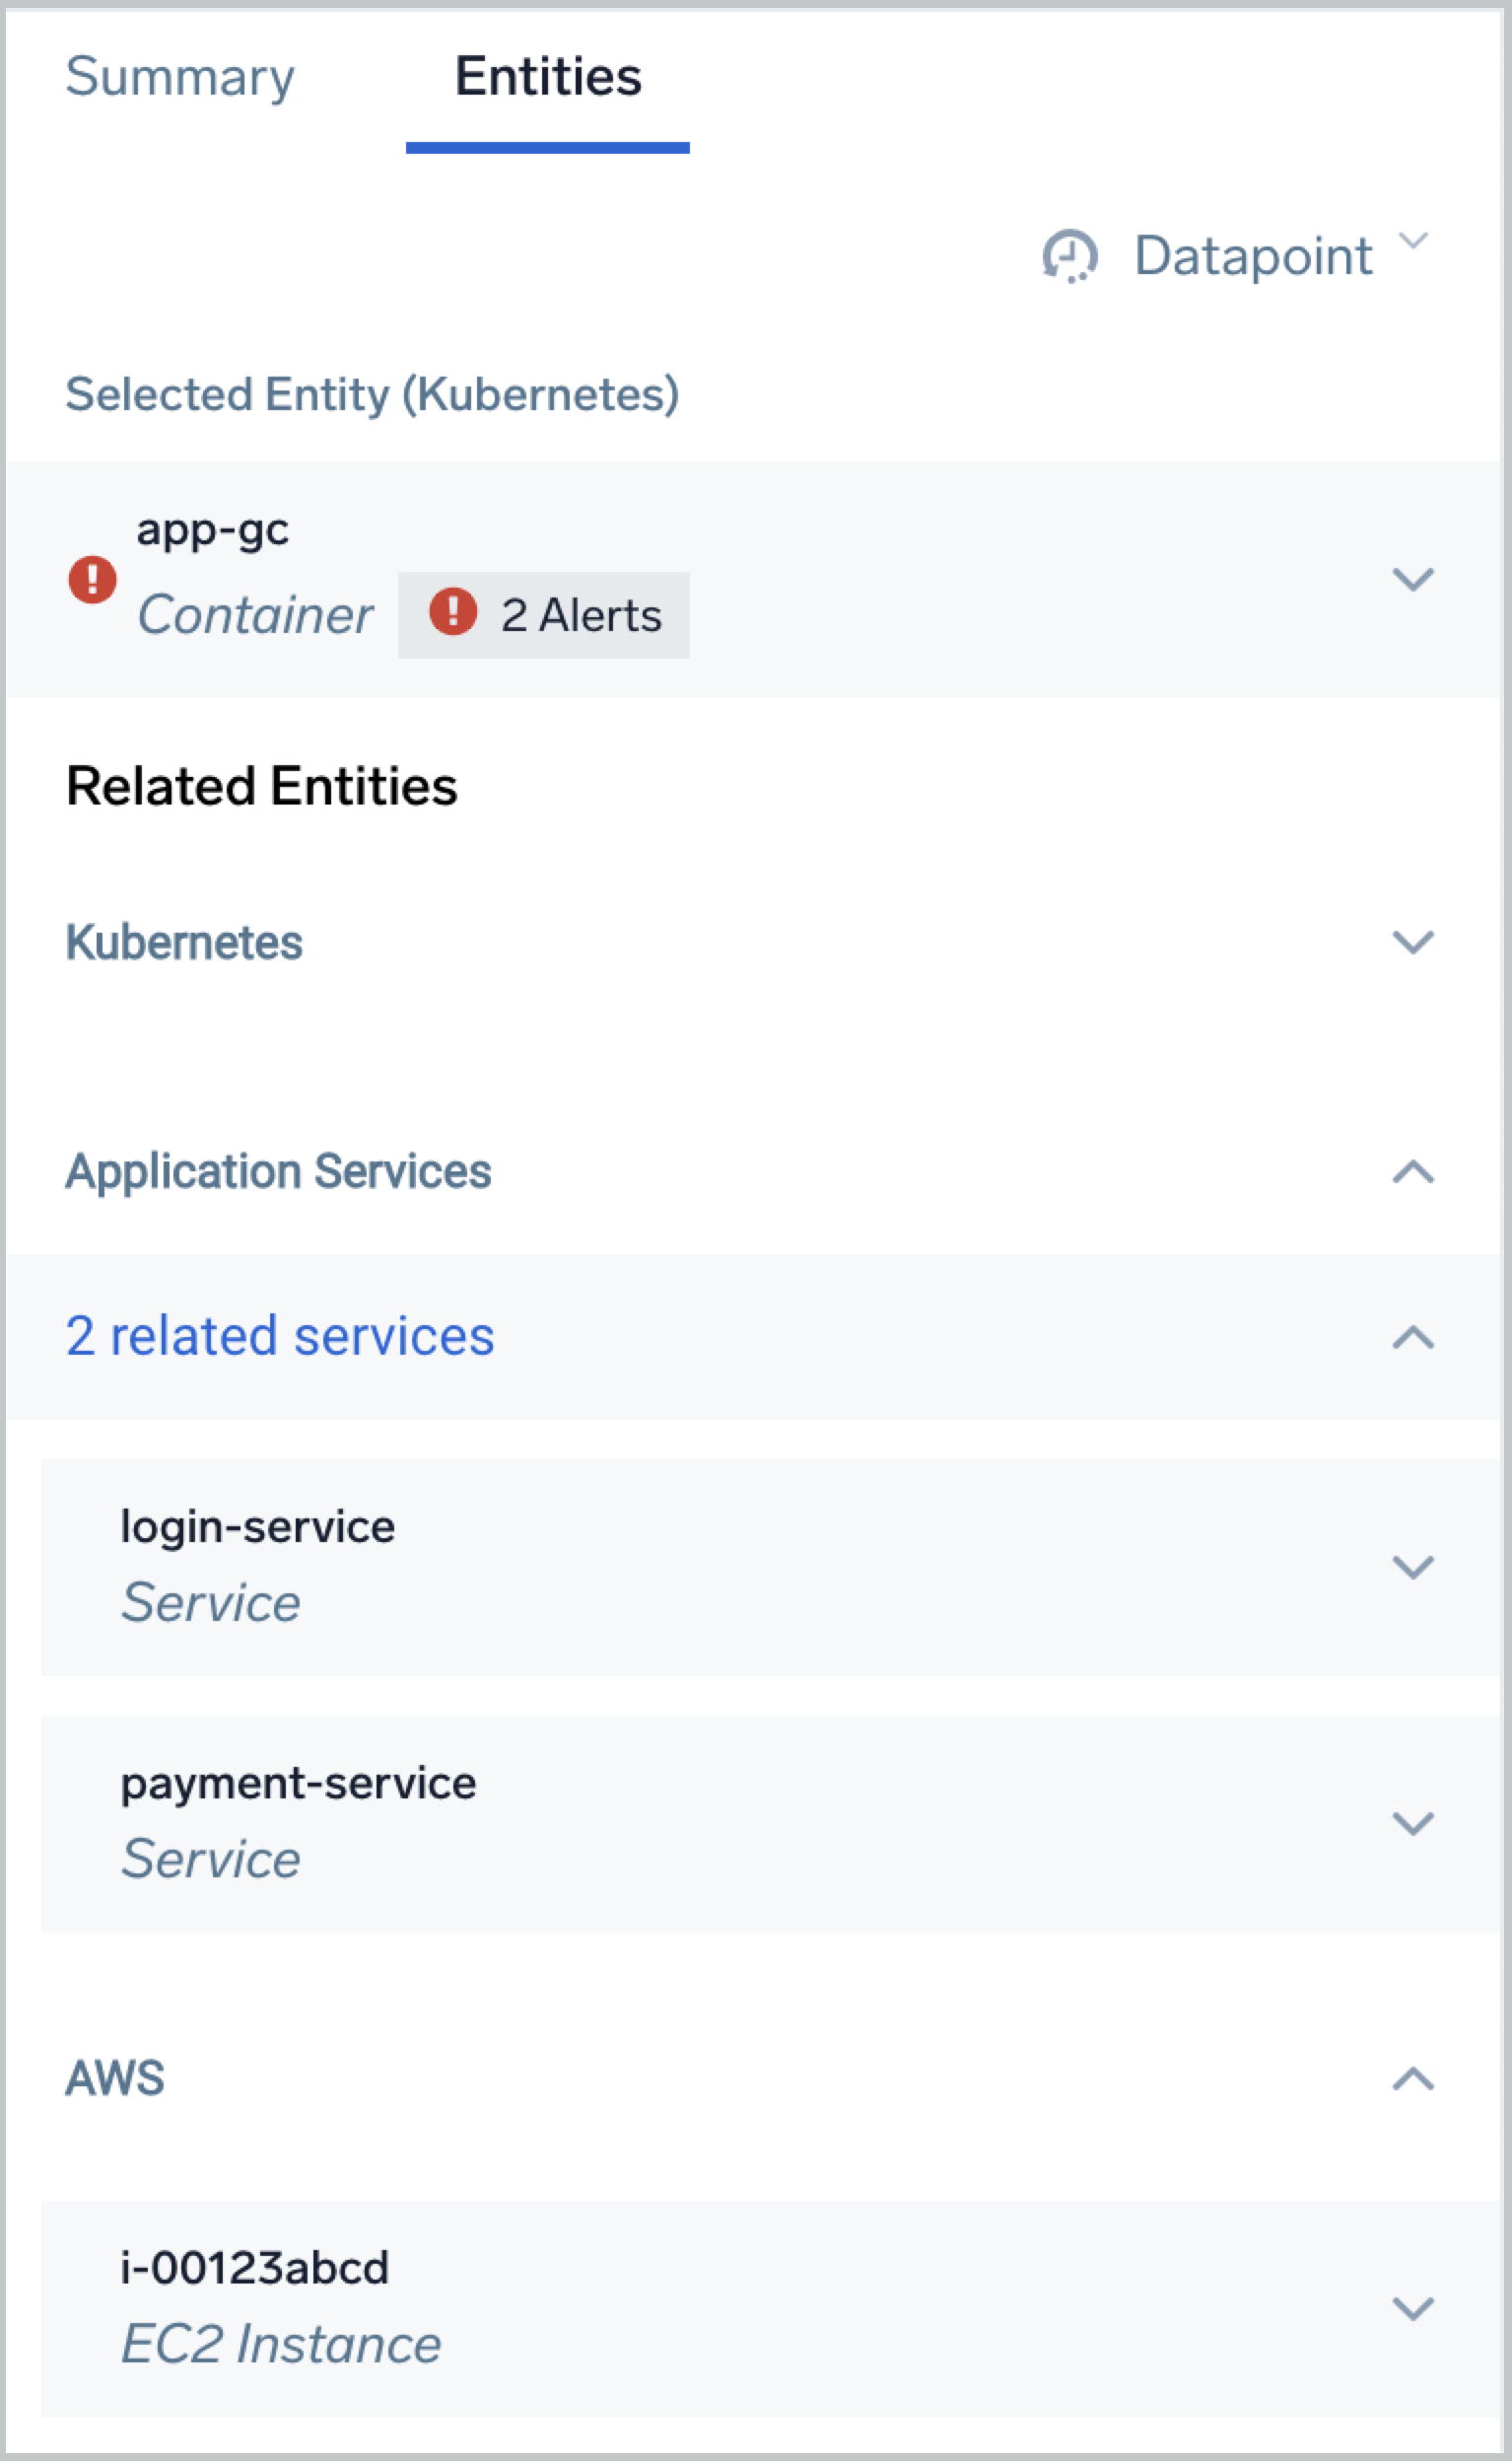 Summary
Entities
Datapoint
Selected Entity (Kubernetes)
app-gc
Container
2 Alerts
Related Entities
Kubernetes
Application Services
2 related services
login-service
Service
payment-service
Service
AWS
i-00123abcd
EC2 Instance